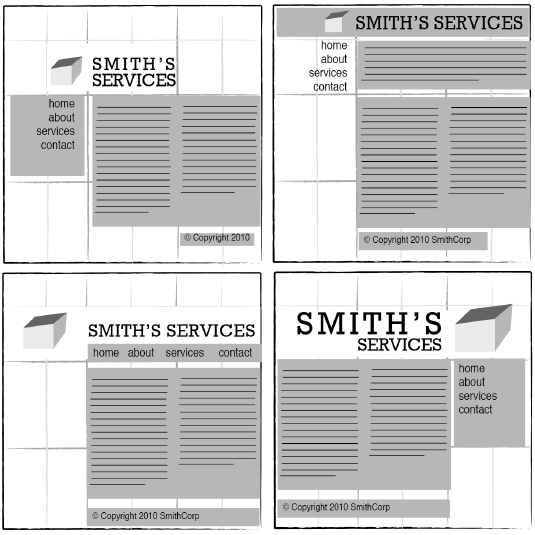 SMITH'S
SERVICES
home
about
services
contact
© Copyright 2010
SMITH'S SERVICES
home
about
services
contact
© Copyright 2010 SmithCorp
SMITH'S SERVICES
home about services contact
© Copyright 2010 SmithCorp
SMITH'S
SERVICES
home
about
services
contact
© Copyright 2010 SmithCorp